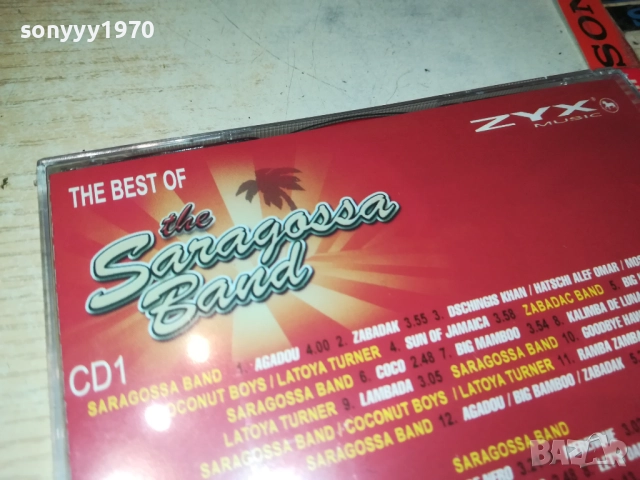 sonyyy1970
SON
ZYX
MUSIC
THE BEST OF
the
Saragossa
Band
CD1
SARAGOSSA BAND 1. AGADOU 4.00 2. ZABADAK 3.55 3. DSCHINGIS KHAN / HATSCHI ALEF OMAR /
COCONUT BOYS / LATOYA TURNER 4. SUN OF JAMAICA 3.58 ZABADAC BAND 5. BIG
SARAGOSSA BAND 6. COCO 2.48 7. BIG MAMBOO 3.54 8. KALIMBA DE
LATOYA TURNER 9. LAMBADA 3.05 SARAGOSSA BAND 10. GOODBYE
SARAGOSSA BAND / COCONUT BOYS / LATOYA TURNER 11. RAMBA
SARAGOSSA BAND 12. AGADOU / BIG BAMBOO / ZABADAK
SARAGOSSA BAND
BAZAR